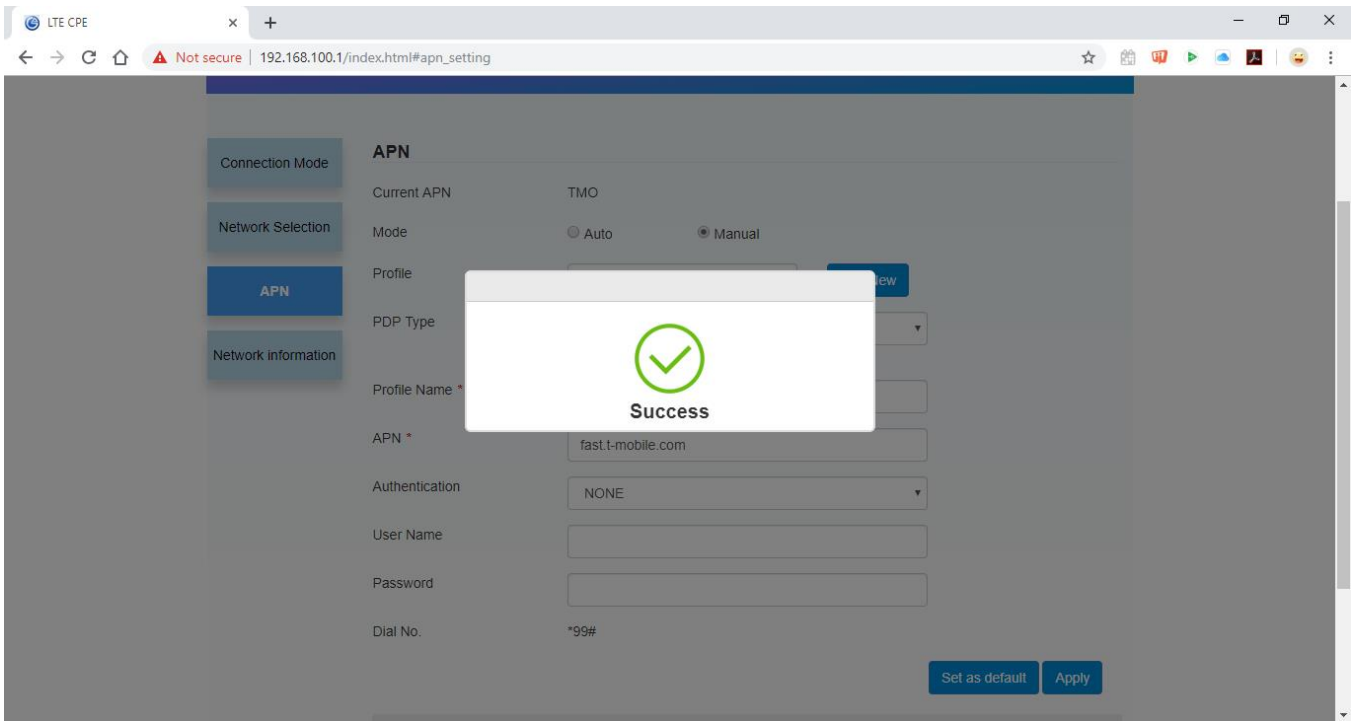 LTE CPE
Not secure | 192.168.100.1/index.html#apn_setting
Connection Mode
Network Selection
APN
Network information
APN
Current APN TMO
Mode Auto Manual
Profile ew
PDP Type
Success
Profile Name *
APN * fast.t-mobile.com
Authentication NONE
User Name
Password
Dial No. *99#
Set as default Apply